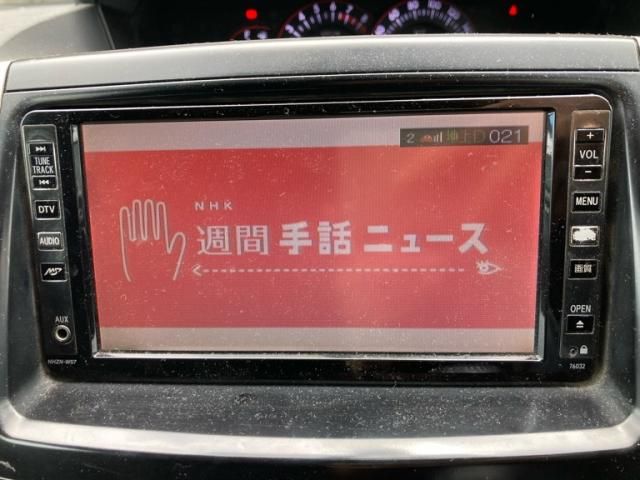 2 地上D 021
NHK
週間 手話 ニュース
TUNE
TRACK
DTV
AUDIO
AUX
NHZN-W57
+
VOL
-
MENU
画質
OPEN
76032